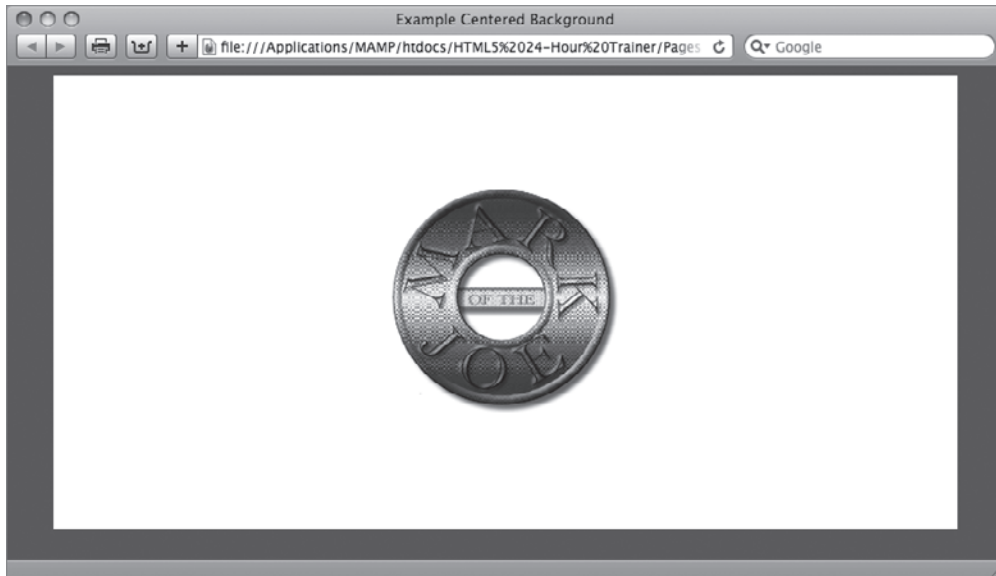 Example Centered Background
file:///Applications/MAMP/htdocs/HTML5%2024-Hour%20Trainer/Pages
Google
MARK
OF THE
JOE